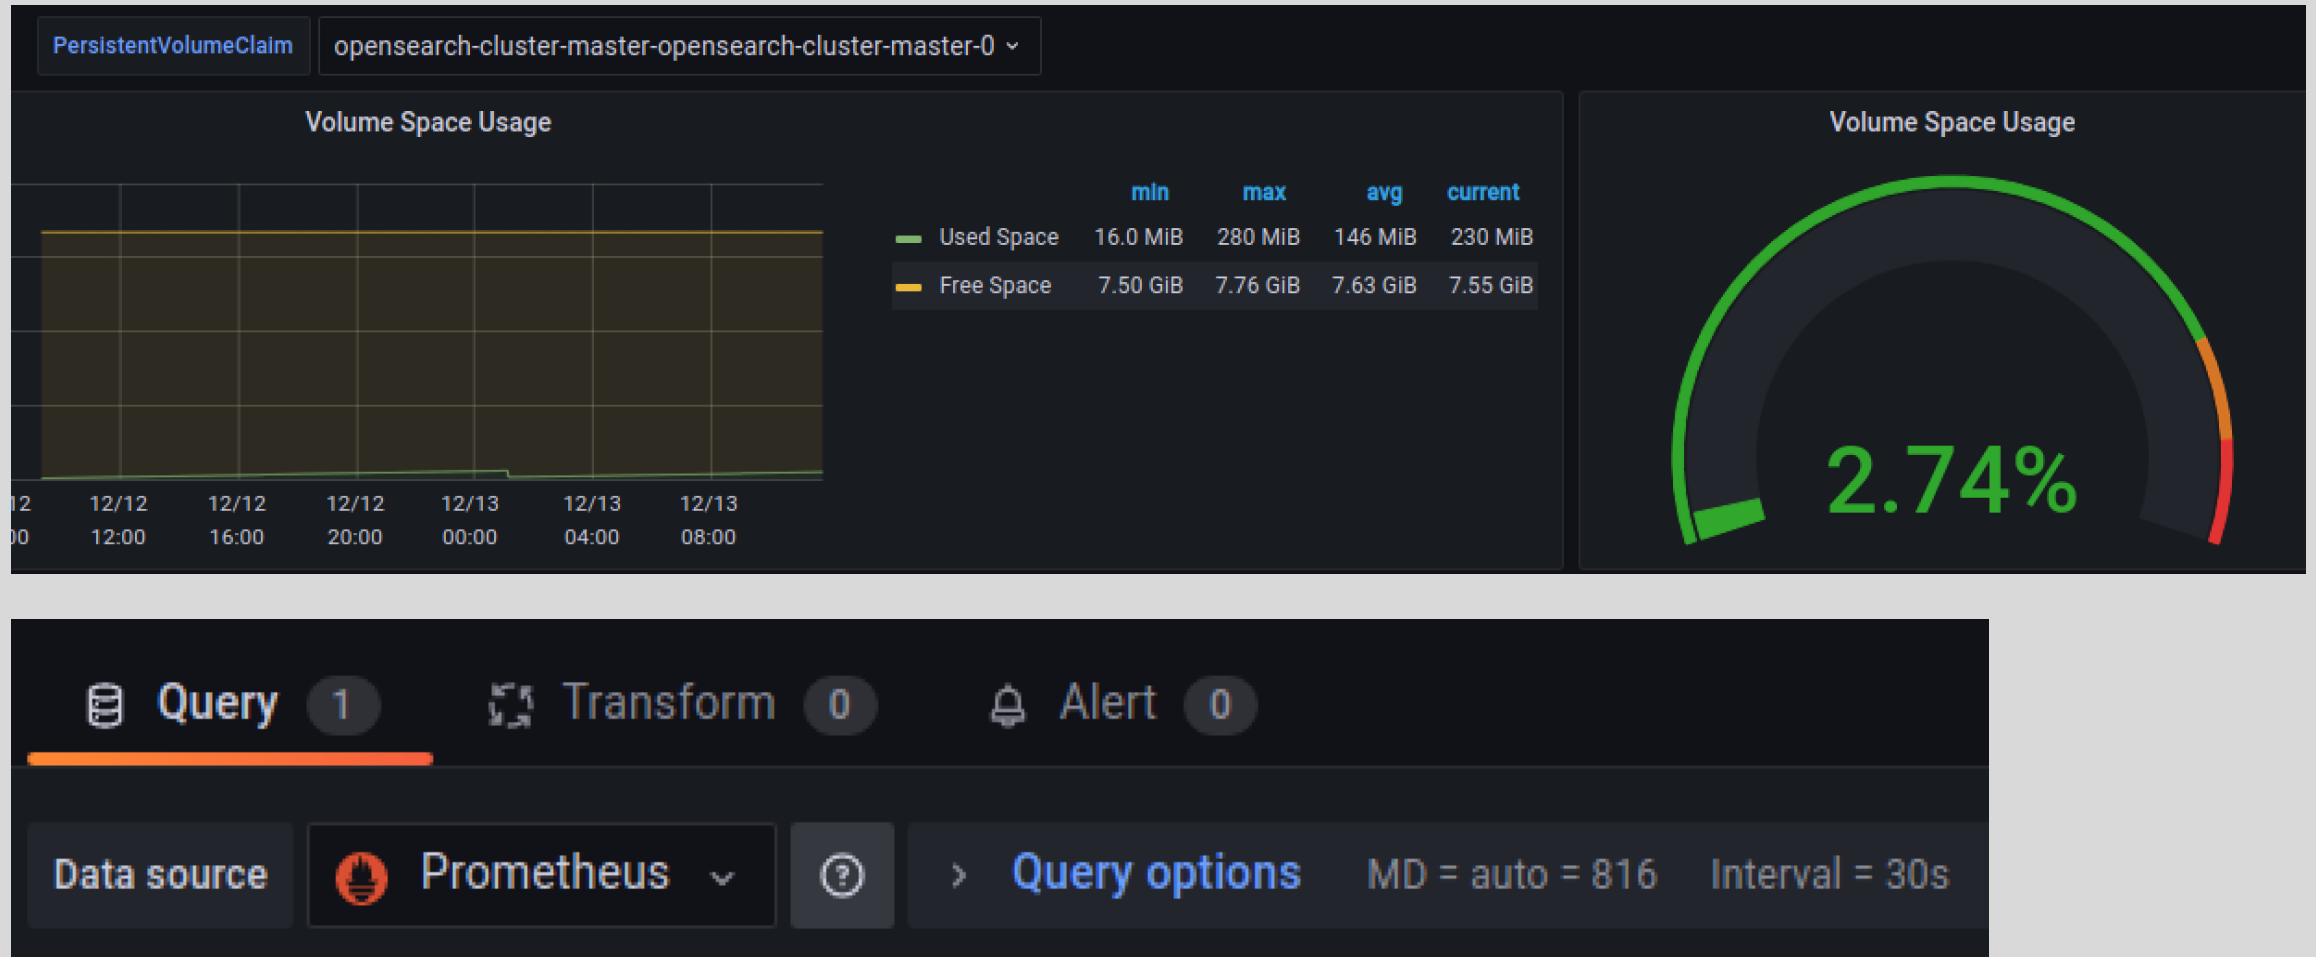 PersistentVolumeClaim opensearch-cluster-master-opensearch-cluster-master-0
Volume Space Usage
min max avg current
Used Space 16.0 MiB 280 MiB 146 MiB 230 MiB
Free Space 7.50 GiB 7.76 GiB 7.63 GiB 7.55 GiB
12 12/12 12/12 12/12 12/13 12/13 12/13
00 12:00 16:00 20:00 00:00 04:00 08:00
Volume Space Usage
2.74%
Query 1 Transform 0 Alert 0
Data source Prometheus Query options MD = auto = 816 Interval = 30s